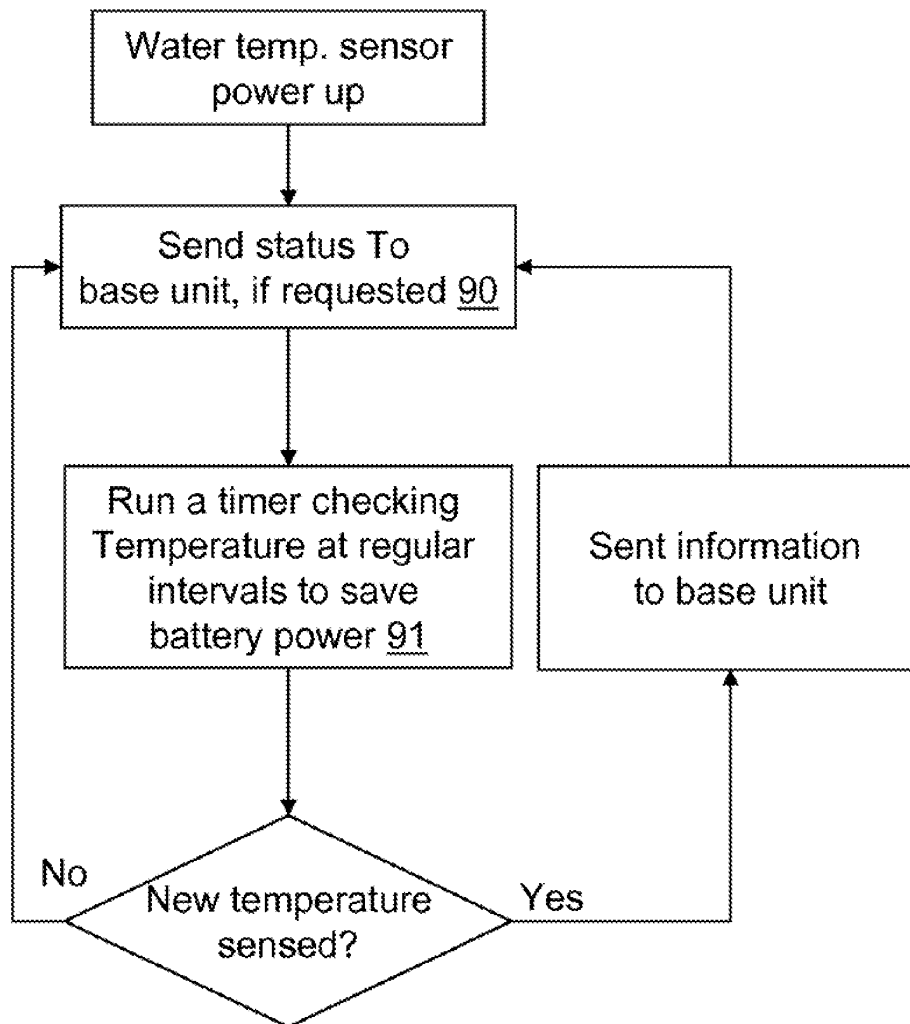 Water temp. sensor
power up
Send status To
base unit, if requested 90
Run a timer checking
Temperature at regular
intervals to save
battery power 91
Sent information
to base unit
No
New temperature
sensed?
Yes